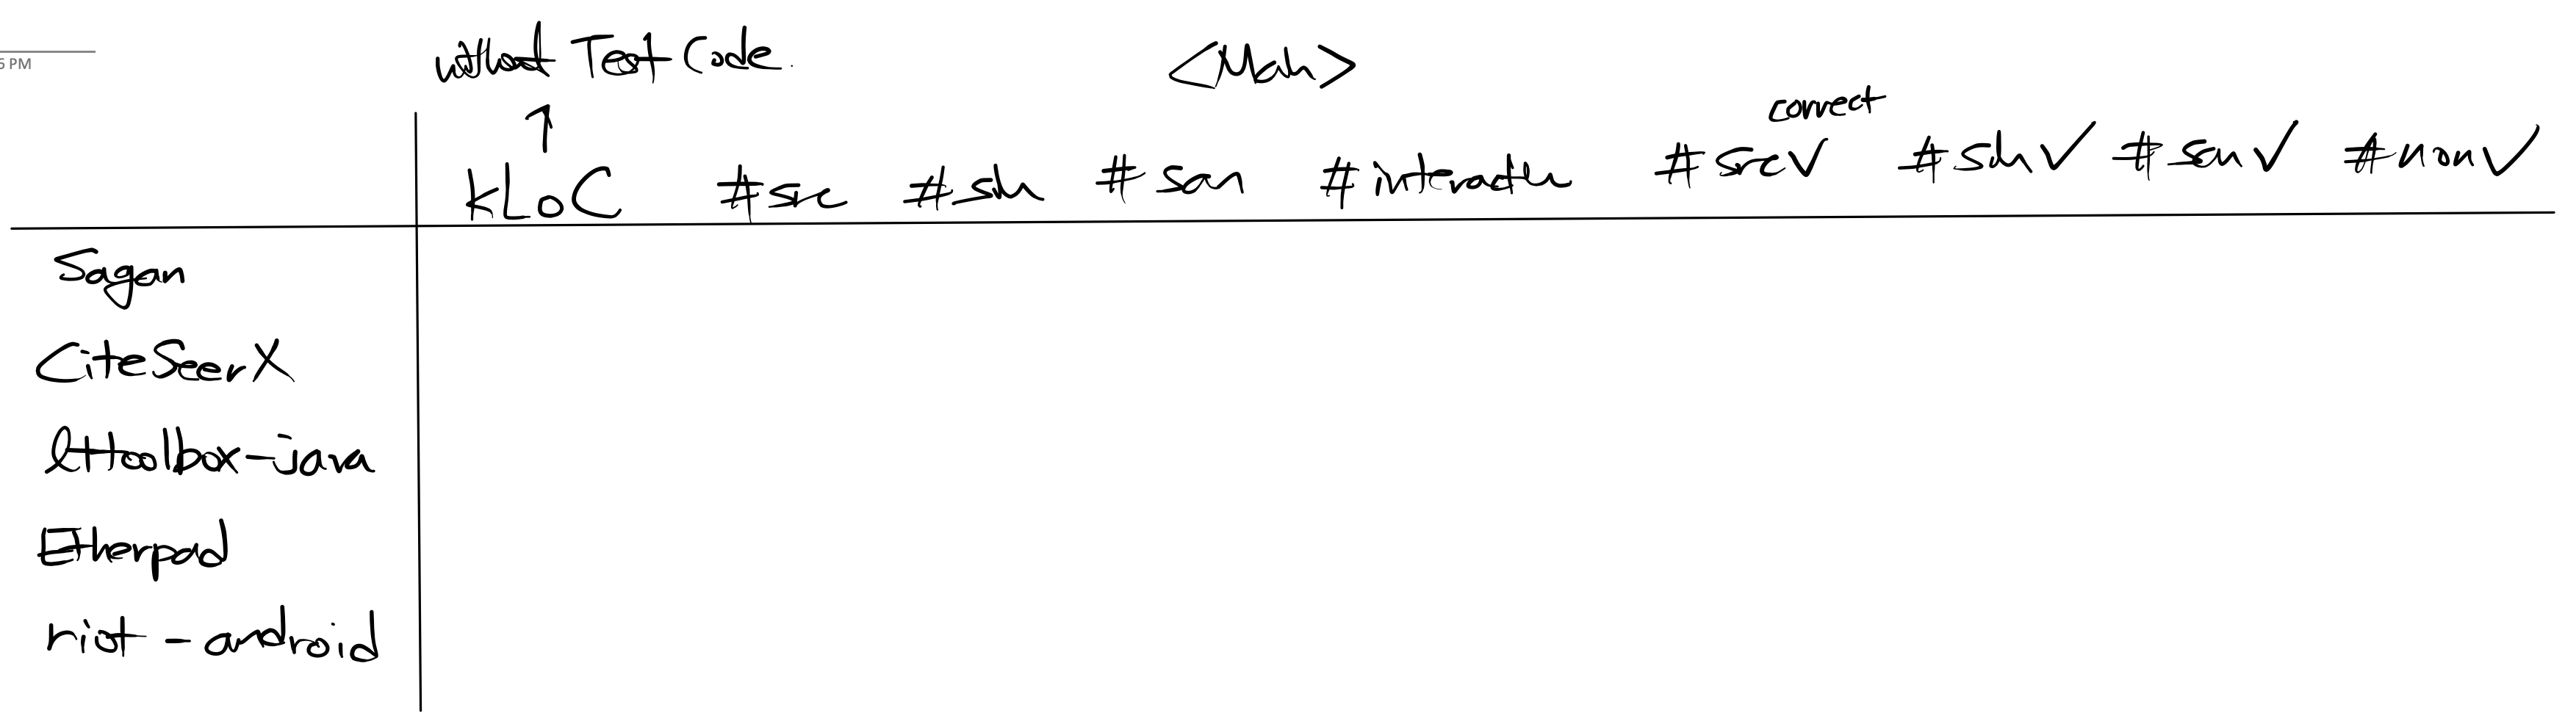 5 PM
without Test Code. <Main>
↑ correct
kLoC #src #sin #san #interaction #src✓ #sin✓ #san✓ #non✓
Sagan
CiteSeerX
lttoolbox-java
Etherpad
riot - android